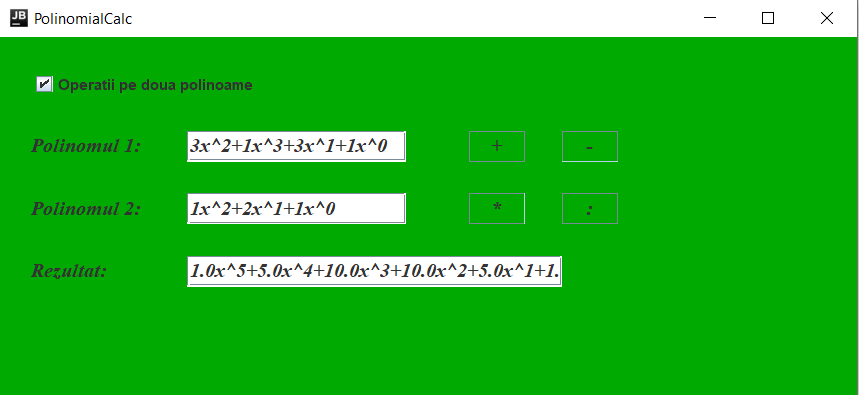 JB PolinomialCalc
Operatii pe doua polinoame
Polinomul 1: 3x^2+1x^3+3x^1+1x^0 + -
Polinomul 2: 1x^2+2x^1+1x^0 * :
Rezultat: 1.0x^5+5.0x^4+10.0x^3+10.0x^2+5.0x^1+1.